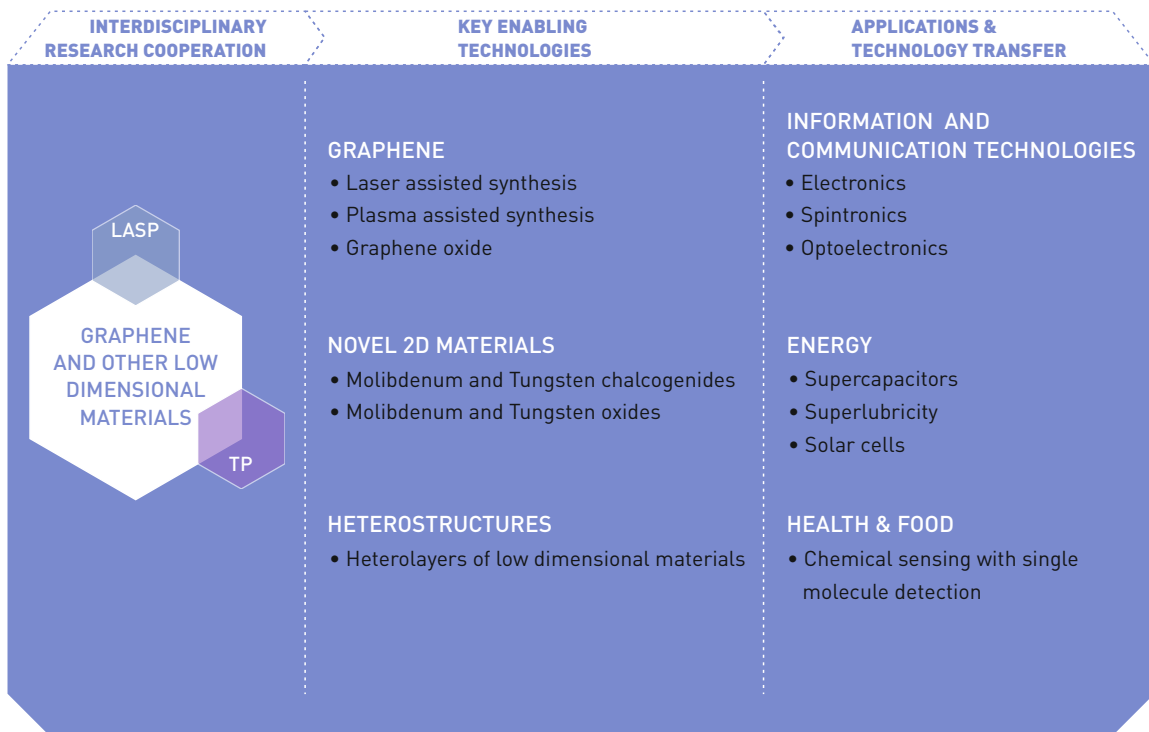 INTERDISCIPLINARY
RESEARCH COOPERATION
KEY ENABLING
TECHNOLOGIES
APPLICATIONS &
TECHNOLOGY TRANSFER
LASP
GRAPHENE
AND OTHER LOW
DIMENSIONAL
MATERIALS
TP
GRAPHENE
• Laser assisted synthesis
• Plasma assisted synthesis
• Graphene oxide
NOVEL 2D MATERIALS
• Molibdenum and Tungsten chalcogenides
• Molibdenum and Tungsten oxides
HETEROSTRUCTURES
• Heterolayers of low dimensional materials
INFORMATION AND
COMMUNICATION TECHNOLOGIES
• Electronics
• Spintronics
• Optoelectronics
ENERGY
• Supercapacitors
• Superlubricity
• Solar cells
HEALTH & FOOD
• Chemical sensing with single
molecule detection